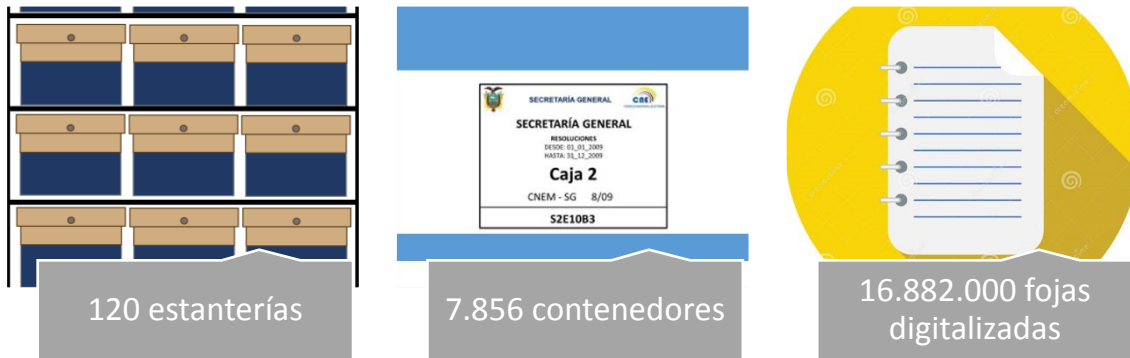 SECRETARÍA GENERAL
cne
SECRETARÍA GENERAL
RESOLUCIONES
DESDE: 01_01_2009
HASTA: 31_12_2009
Caja 2
CNEM - SG 8/09
S2E10B3
120 estanterías
7.856 contenedores
16.882.000 fojas
digitalizadas